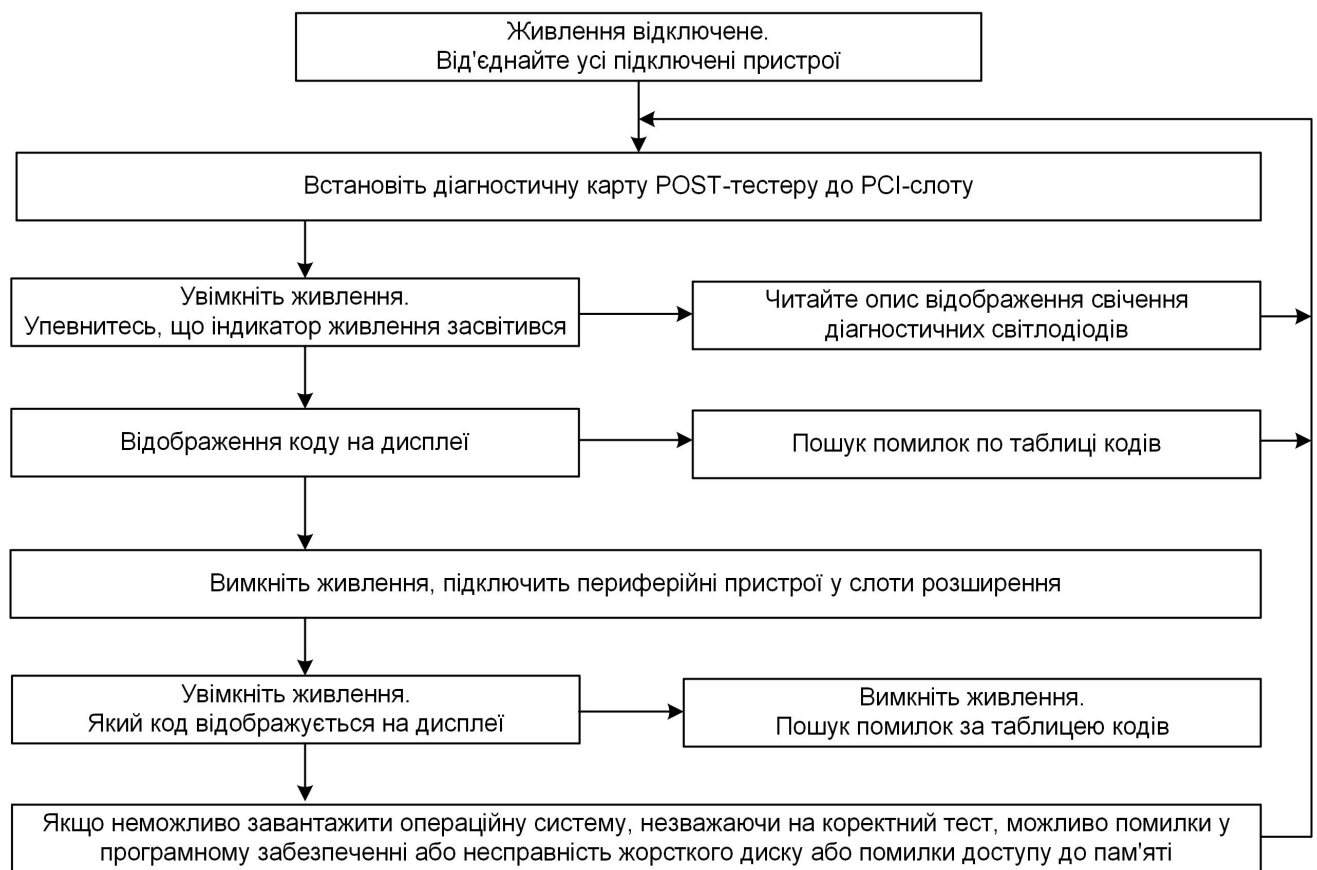 Живлення відключене.
Від'єднайте усі підключені пристрої
Встановіть діагностичну карту POST-тестеру до PCI-слоту
Увімкніть живлення.
Упевнитесь, що індикатор живлення засвітився
Читайте опис відображення свічення
діагностичних світлодіодів
Відображення коду на дисплеї
Пошук помилок по таблиці кодів
Вимкніть живлення, підключить периферійні пристрої у слоти розширення
Увімкніть живлення.
Який код відображується на дисплеї
Вимкніть живлення.
Пошук помилок за таблицею кодів
Якщо неможливо завантажити операційну систему, незважаючи на коректний тест, можливо помилки у
програмному забезпеченні або несправність жорсткого диску або помилки доступу до пам'яті